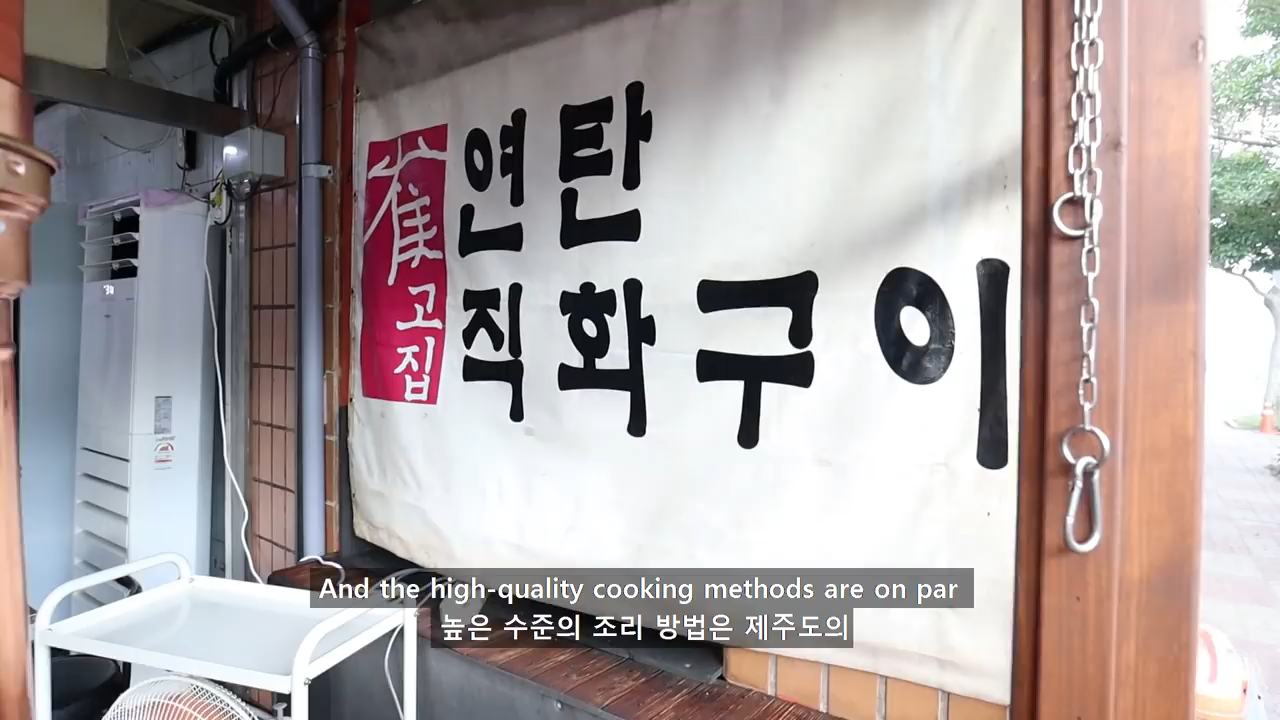 雀
고
집
연탄
직화구이
And the high-quality cooking methods are on par
높은 수준의 조리 방법은 제주도의